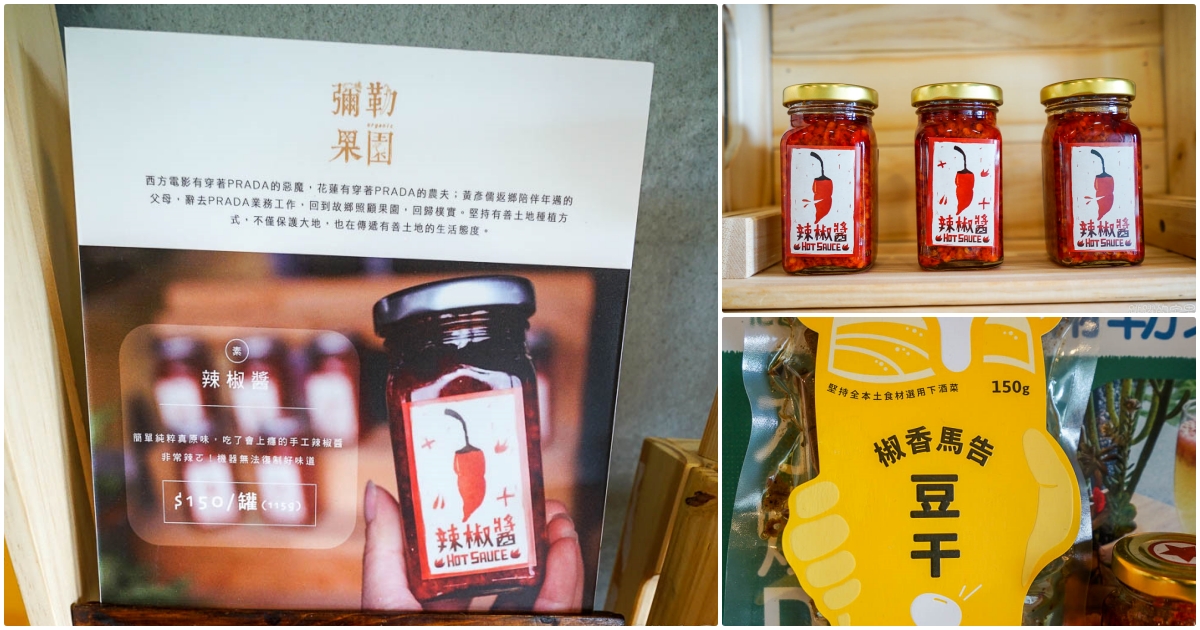 彌勒
organic
果園
西方電影有穿著PRADA的惡魔，花蓮有穿著PRADA的農夫；黃彥儒返鄉陪伴年邁的
父母，辭去PRADA業務工作，回到故鄉照顧果園，回歸樸實。堅持有善土地種植方
式，不僅保護大地，也在傳遞有善土地的生活態度。
素
辣椒醬
簡單純粹真原味，吃了會上癮的手工辣椒醬
非常辣ㄛ！機器無法復制好味道
$150/罐(115g)
辣椒醬
HOT SAUCE
辣椒醬
HOT SAUCE
辣椒醬
HOT SAUCE
辣椒醬
HOT SAUCE
堅持全本土食材選用下酒菜
150g
椒香馬告
豆
干